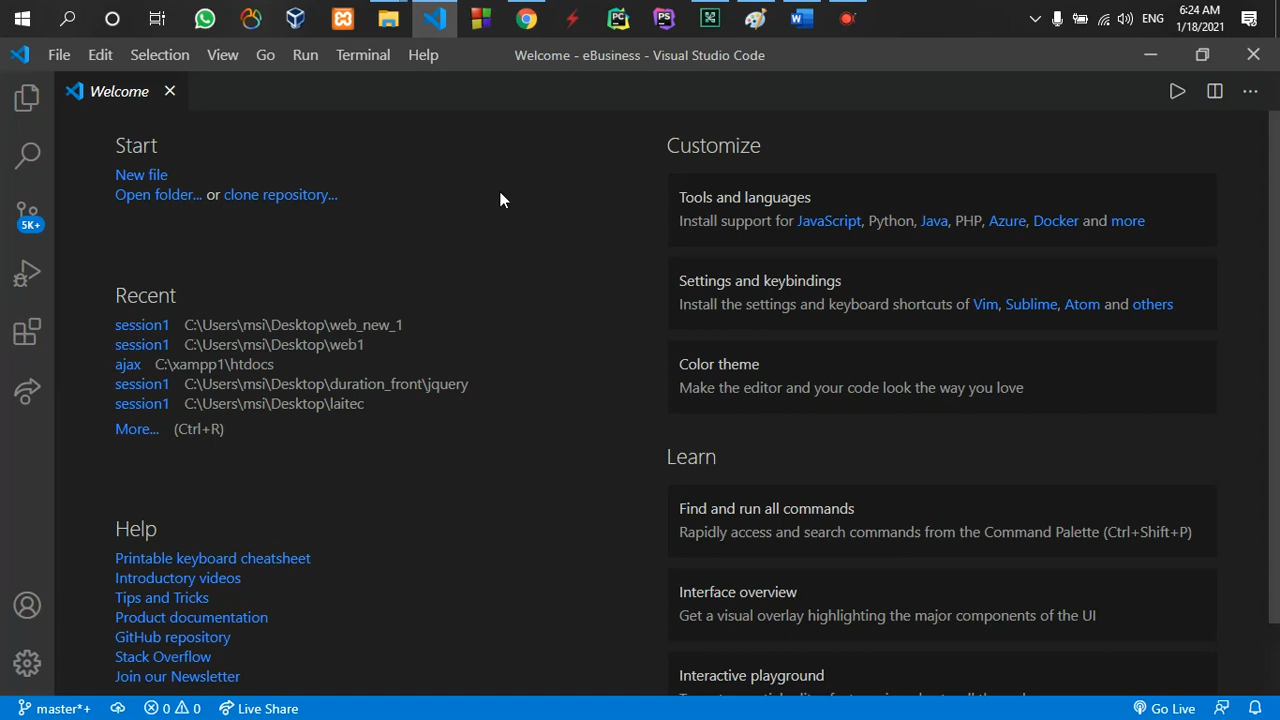 ENG
6:24 AM
1/18/2021
File Edit Selection View Go Run Terminal Help
Welcome - eBusiness - Visual Studio Code
Welcome
Start
New file
Open folder... or clone repository...
5K+
Recent
session1 C:\Users\msi\Desktop\web_new_1
session1 C:\Users\msi\Desktop\web1
ajax C:\xampp1\htdocs
session1 C:\Users\msi\Desktop\duration_front\jquery
session1 C:\Users\msi\Desktop\laitec
More... (Ctrl+R)
Help
Printable keyboard cheatsheet
Introductory videos
Tips and Tricks
Product documentation
GitHub repository
Stack Overflow
Join our Newsletter
Customize
Tools and languages
Install support for JavaScript, Python, Java, PHP, Azure, Docker and more
Settings and keybindings
Install the settings and keyboard shortcuts of Vim, Sublime, Atom and others
Color theme
Make the editor and your code look the way you love
Learn
Find and run all commands
Rapidly access and search commands from the Command Palette (Ctrl+Shift+P)
Interface overview
Get a visual overlay highlighting the major components of the UI
Interactive playground
master*+ 0 0 Live Share
Go Live